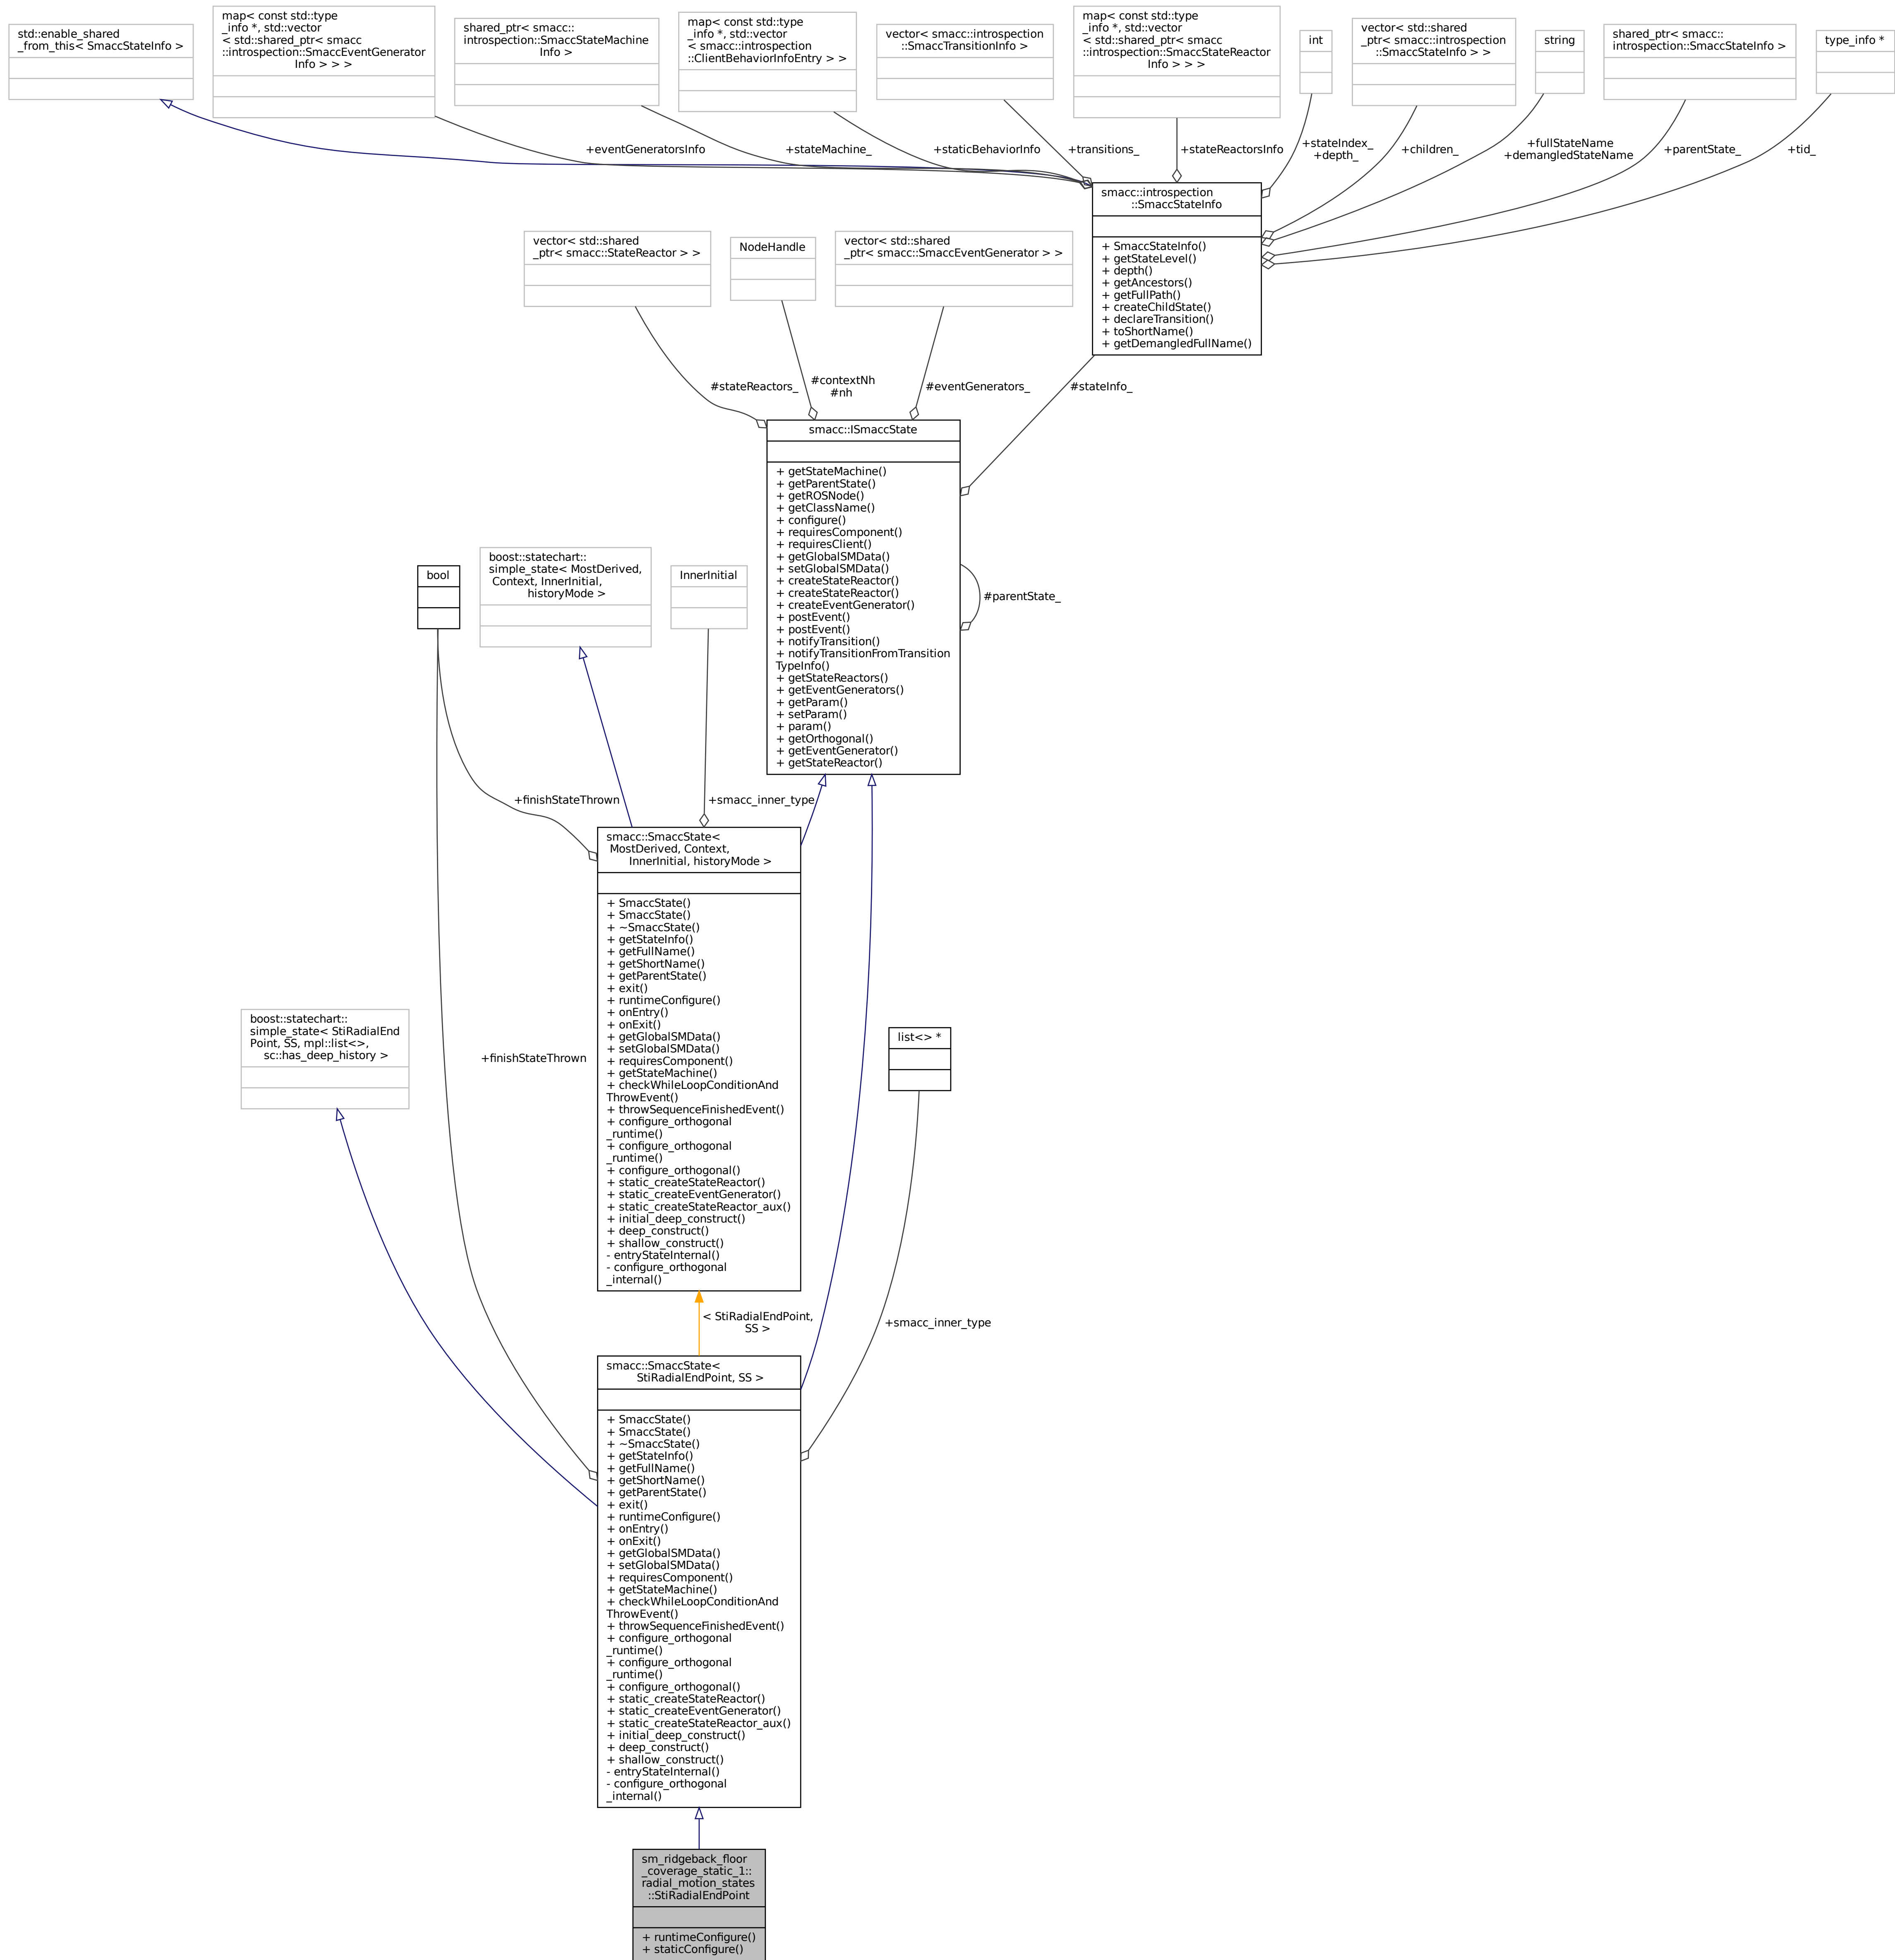 std::enable_shared
_from_this< SmaccStateInfo >
map< const std::type
_info *, std::vector
< std::shared_ptr< smacc
::introspection::SmaccEventGenerator
Info > > >
shared_ptr< smacc::
introspection::SmaccStateMachine
Info >
map< const std::type
_info *, std::vector
< smacc::introspection
::ClientBehaviorInfoEntry > >
vector< smacc::introspection
::SmaccTransitionInfo >
map< const std::type
_info *, std::vector
< std::shared_ptr< smacc
::introspection::SmaccStateReactor
Info > > >
int
vector< std::shared
_ptr< smacc::introspection
::SmaccStateInfo > >
string
shared_ptr< smacc::
introspection::SmaccStateInfo >
type_info *
+eventGeneratorsInfo
+stateMachine_
+staticBehaviorInfo
+transitions_
+stateReactorsInfo
+stateIndex_
+depth_
+children_
+fullStateName
+demangledStateName
+parentState_
+tid_
smacc::introspection
::SmaccStateInfo
+ SmaccStateInfo()
+ getStateLevel()
+ depth()
+ getAncestors()
+ getFullPath()
+ createChildState()
+ declareTransition()
+ toShortName()
+ getDemangledFullName()
vector< std::shared
_ptr< smacc::StateReactor > >
NodeHandle
vector< std::shared
_ptr< smacc::SmaccEventGenerator > >
#stateReactors_
#contextNh
#nh
#eventGenerators_
#stateInfo_
smacc::ISmaccState
+ getStateMachine()
+ getParentState()
+ getROSNode()
+ getClassName()
+ configure()
+ requiresComponent()
+ requiresClient()
+ getGlobalSMData()
+ setGlobalSMData()
+ createStateReactor()
+ createStateReactor()
+ createEventGenerator()
+ postEvent()
+ postEvent()
+ notifyTransition()
+ notifyTransitionFromTransition
TypeInfo()
+ getStateReactors()
+ getEventGenerators()
+ getParam()
+ setParam()
+ param()
+ getOrthogonal()
+ getEventGenerator()
+ getStateReactor()
#parentState_
bool
boost::statechart::
simple_state< MostDerived,
Context, InnerInitial,
historyMode >
InnerInitial
+finishStateThrown
+smacc_inner_type
smacc::SmaccState<
MostDerived, Context,
InnerInitial, historyMode >
+ SmaccState()
+ SmaccState()
+ ~SmaccState()
+ getStateInfo()
+ getFullName()
+ getShortName()
+ getParentState()
+ exit()
+ runtimeConfigure()
+ onEntry()
+ onExit()
+ getGlobalSMData()
+ setGlobalSMData()
+ requiresComponent()
+ getStateMachine()
+ checkWhileLoopConditionAnd
ThrowEvent()
+ throwSequenceFinishedEvent()
+ configure_orthogonal
_runtime()
+ configure_orthogonal
_runtime()
+ configure_orthogonal()
+ static_createStateReactor()
+ static_createEventGenerator()
+ static_createStateReactor_aux()
+ initial_deep_construct()
+ deep_construct()
+ shallow_construct()
- entryStateInternal()
- configure_orthogonal
_internal()
boost::statechart::
simple_state< StiRadialEnd
Point, SS, mpl::list<>,
sc::has_deep_history >
+finishStateThrown
list<> *
< StiRadialEndPoint,
SS >
+smacc_inner_type
smacc::SmaccState<
StiRadialEndPoint, SS >
+ SmaccState()
+ SmaccState()
+ ~SmaccState()
+ getStateInfo()
+ getFullName()
+ getShortName()
+ getParentState()
+ exit()
+ runtimeConfigure()
+ onEntry()
+ onExit()
+ getGlobalSMData()
+ setGlobalSMData()
+ requiresComponent()
+ getStateMachine()
+ checkWhileLoopConditionAnd
ThrowEvent()
+ throwSequenceFinishedEvent()
+ configure_orthogonal
_runtime()
+ configure_orthogonal
_runtime()
+ configure_orthogonal()
+ static_createStateReactor()
+ static_createEventGenerator()
+ static_createStateReactor_aux()
+ initial_deep_construct()
+ deep_construct()
+ shallow_construct()
- entryStateInternal()
- configure_orthogonal
_internal()
sm_ridgeback_floor
_coverage_static_1::
radial_motion_states
::StiRadialEndPoint
+ runtimeConfigure()
+ staticConfigure()